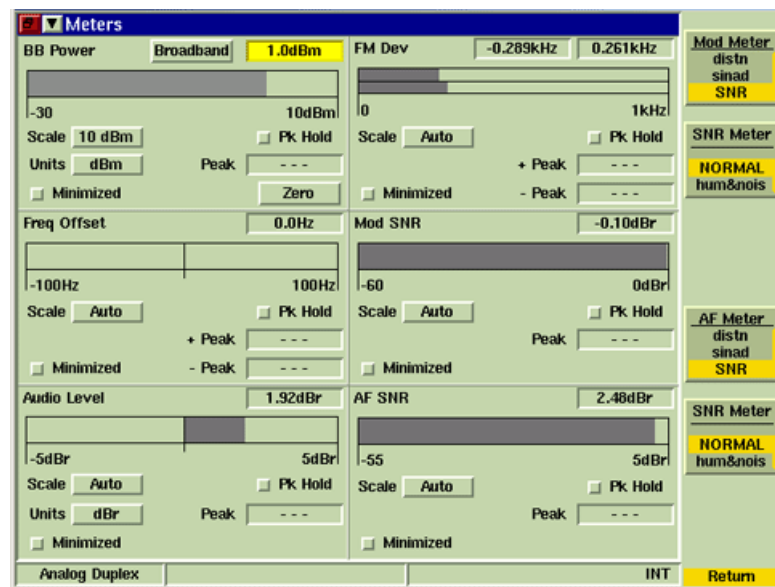 Meters
BB Power Broadband 1.0dBm
-30 10dBm
Scale 10 dBm Pk Hold
Units dBm Peak - - -
Minimized Zero
FM Dev -0.289kHz 0.261kHz
0 1kHz
Scale Auto Pk Hold
+ Peak - - -
Minimized - Peak - - -
Freq Offset 0.0Hz
-100Hz 100Hz
Scale Auto Pk Hold
+ Peak - - -
Minimized - Peak - - -
Mod SNR -0.10dBr
-60 0dBr
Scale Auto Pk Hold
Peak - - -
Minimized
Audio Level 1.92dBr
-5dBr 5dBr
Scale Auto Pk Hold
Units dBr Peak - - -
Minimized
AF SNR 2.48dBr
-55 5dBr
Scale Auto Pk Hold
Peak - - -
Minimized
Analog Duplex INT
Mod Meter
distn
sinad
SNR
SNR Meter
NORMAL
hum&nois
AF Meter
distn
sinad
SNR
SNR Meter
NORMAL
hum&nois
Return